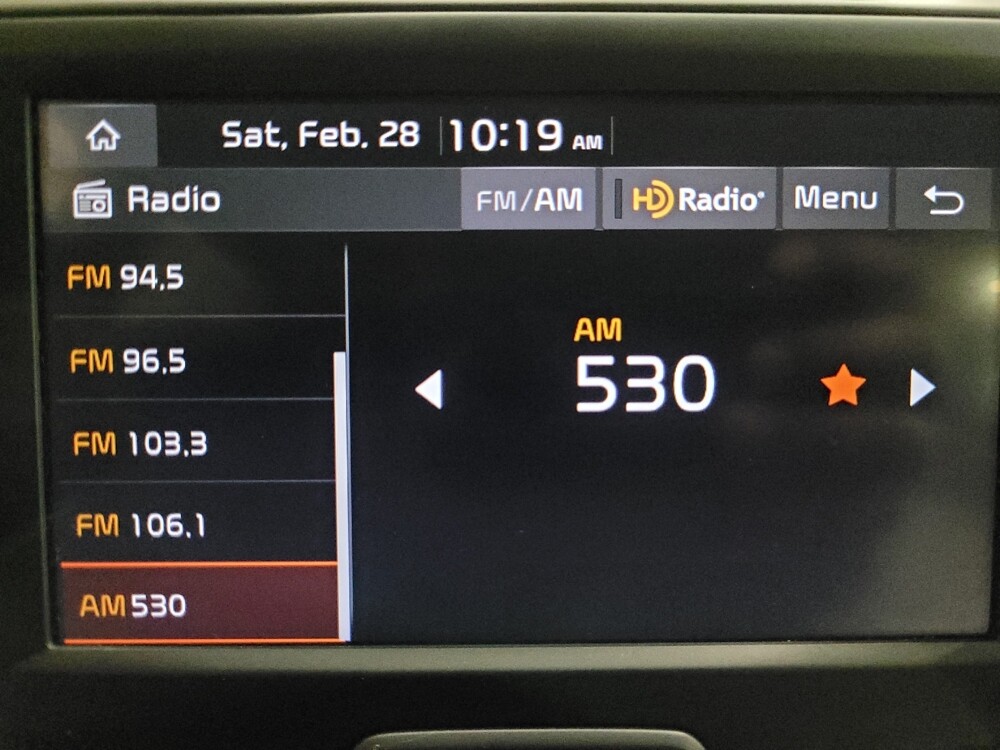 Sat, Feb. 28 10:19 AM
Radio FM/AM HD Radio® Menu
FM 94.5
FM 96.5
FM 103.3
FM 106.1
AM 530
AM
530